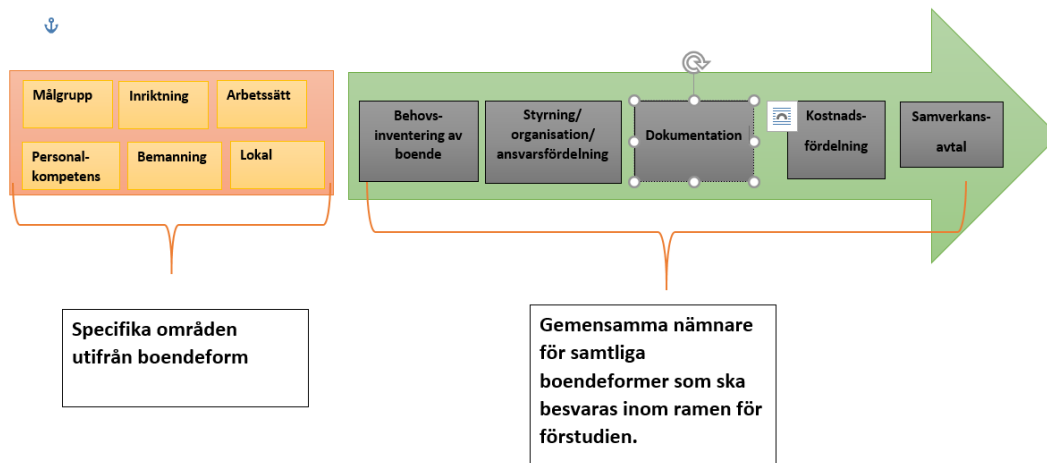 Målgrupp
Inriktning
Arbetssätt
Personal-
kompetens
Bemanning
Lokal
Behovs-
inventering av
boende
Styrning/
organisation/
ansvarsfördelning
Dokumentation
Kostnads-
fördelning
Samverkans-
avtal
Specifika områden
utifrån boendeform
Gemensamma nämnare
för samtliga
boendeformer som ska
besvaras inom ramen för
förstudien.